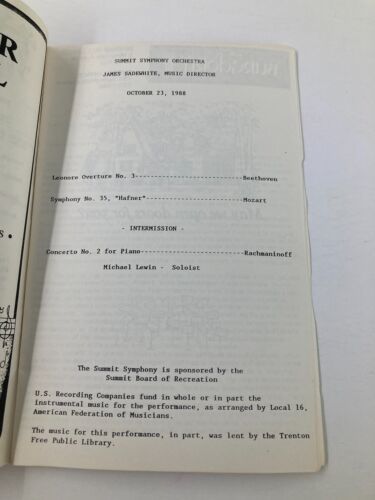 SUMMIT SYMPHONY ORCHESTRA
JAMES SADEWHITE, MUSIC DIRECTOR
OCTOBER 23, 1988
Leonore Overture No. 3--------------------------Beethoven
Symphony No. 35, "Hafner"-----------------------Mozart
- INTERMISSION -
Concerto No. 2 for Piano------------------------Rachmaninoff
Michael Lewin - Soloist
The Summit Symphony is sponsored by the
Summit Board of Recreation
U.S. Recording Companies fund in whole or in part the
instrumental music for the performance, as arranged by Local 16,
American Federation of Musicians.
The music for this performance, in part, was lent by the Trenton
Free Public Library.
R
L
s •